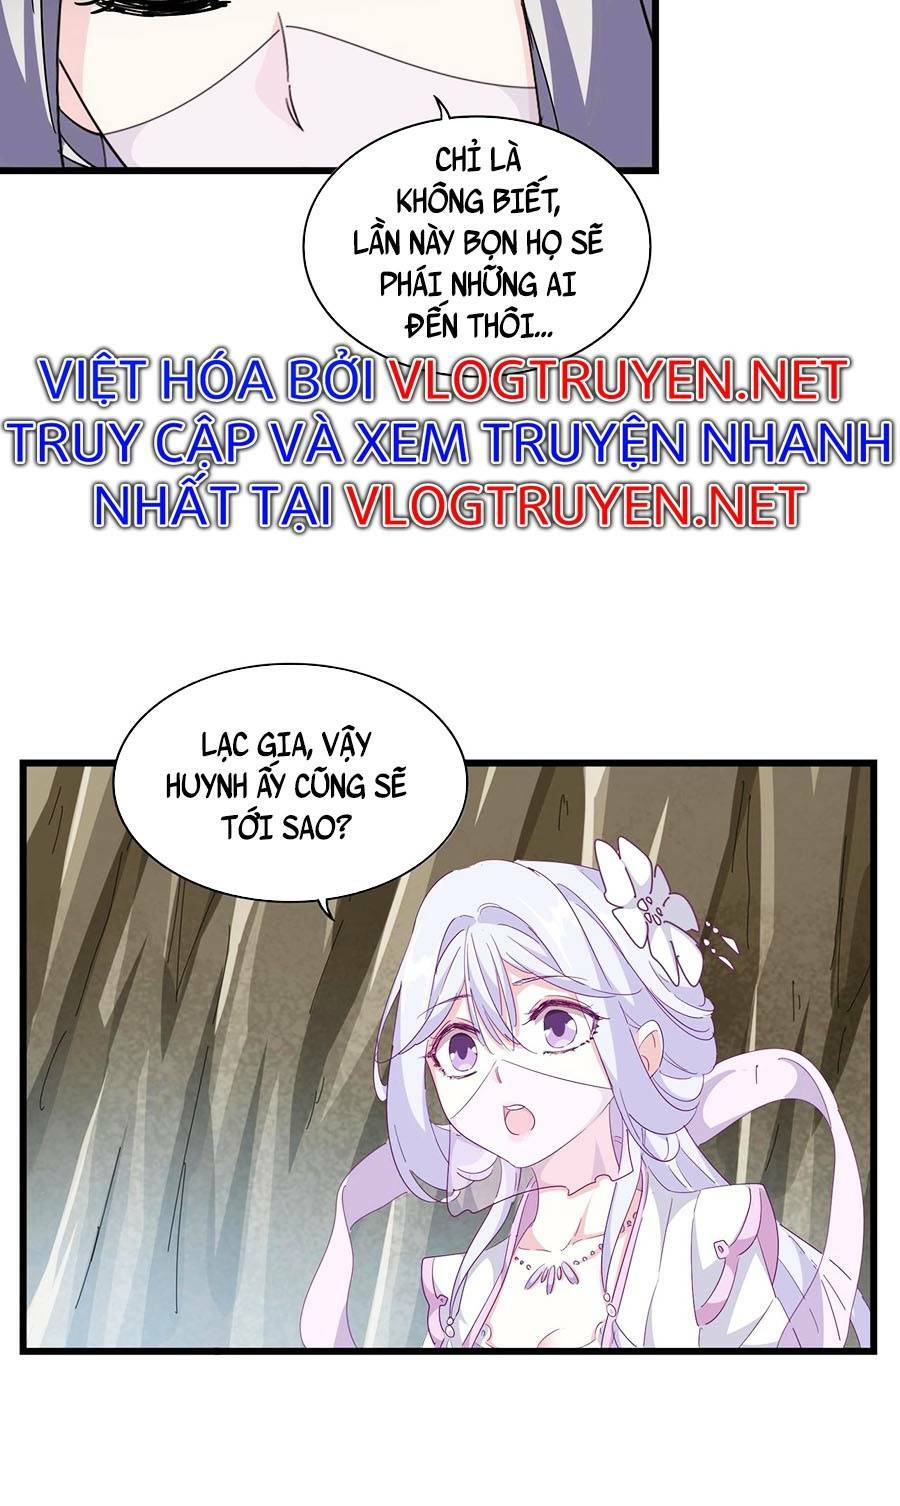 CHỈ LÀ
KHÔNG BIẾT,
LẦN NÀY BỌN HỌ SẼ
PHÁI NHỮNG AI
ĐẾN THÔI...
VIỆT HÓA BỞI VLOGTRUYEN.NET
TRUY CẬP VÀ XEM TRUYỆN NHANH
NHẤT TẠI VLOGTRUYEN.NET
LẠC GIA, VẬY
HUYNH ẤY CŨNG SẼ
TỚI SAO?